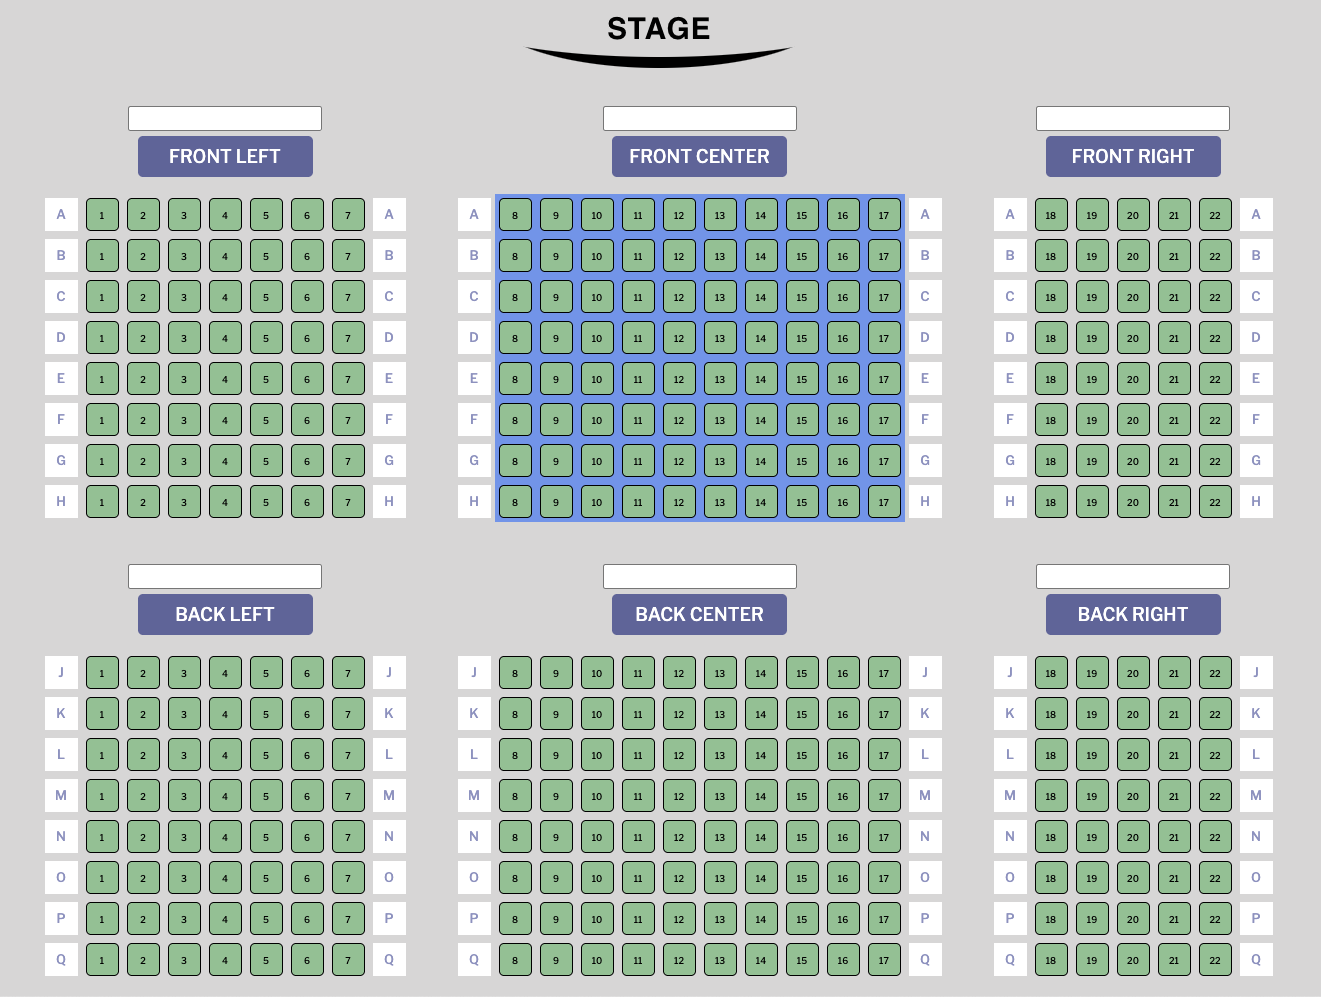 STAGE
FRONT LEFT FRONT CENTER FRONT RIGHT
A 1 2 3 4 5 6 7 A A 8 9 10 11 12 13 14 15 16 17 A A 18 19 20 21 22 A
B 1 2 3 4 5 6 7 B B 8 9 10 11 12 13 14 15 16 17 B B 18 19 20 21 22 B
C 1 2 3 4 5 6 7 C C 8 9 10 11 12 13 14 15 16 17 C C 18 19 20 21 22 C
D 1 2 3 4 5 6 7 D D 8 9 10 11 12 13 14 15 16 17 D D 18 19 20 21 22 D
E 1 2 3 4 5 6 7 E E 8 9 10 11 12 13 14 15 16 17 E E 18 19 20 21 22 E
F 1 2 3 4 5 6 7 F F 8 9 10 11 12 13 14 15 16 17 F F 18 19 20 21 22 F
G 1 2 3 4 5 6 7 G G 8 9 10 11 12 13 14 15 16 17 G G 18 19 20 21 22 G
H 1 2 3 4 5 6 7 H H 8 9 10 11 12 13 14 15 16 17 H H 18 19 20 21 22 H
BACK LEFT BACK CENTER BACK RIGHT
J 1 2 3 4 5 6 7 J J 8 9 10 11 12 13 14 15 16 17 J J 18 19 20 21 22 J
K 1 2 3 4 5 6 7 K K 8 9 10 11 12 13 14 15 16 17 K K 18 19 20 21 22 K
L 1 2 3 4 5 6 7 L L 8 9 10 11 12 13 14 15 16 17 L L 18 19 20 21 22 L
M 1 2 3 4 5 6 7 M M 8 9 10 11 12 13 14 15 16 17 M M 18 19 20 21 22 M
N 1 2 3 4 5 6 7 N N 8 9 10 11 12 13 14 15 16 17 N N 18 19 20 21 22 N
O 1 2 3 4 5 6 7 O O 8 9 10 11 12 13 14 15 16 17 O O 18 19 20 21 22 O
P 1 2 3 4 5 6 7 P P 8 9 10 11 12 13 14 15 16 17 P P 18 19 20 21 22 P
Q 1 2 3 4 5 6 7 Q Q 8 9 10 11 12 13 14 15 16 17 Q Q 18 19 20 21 22 Q